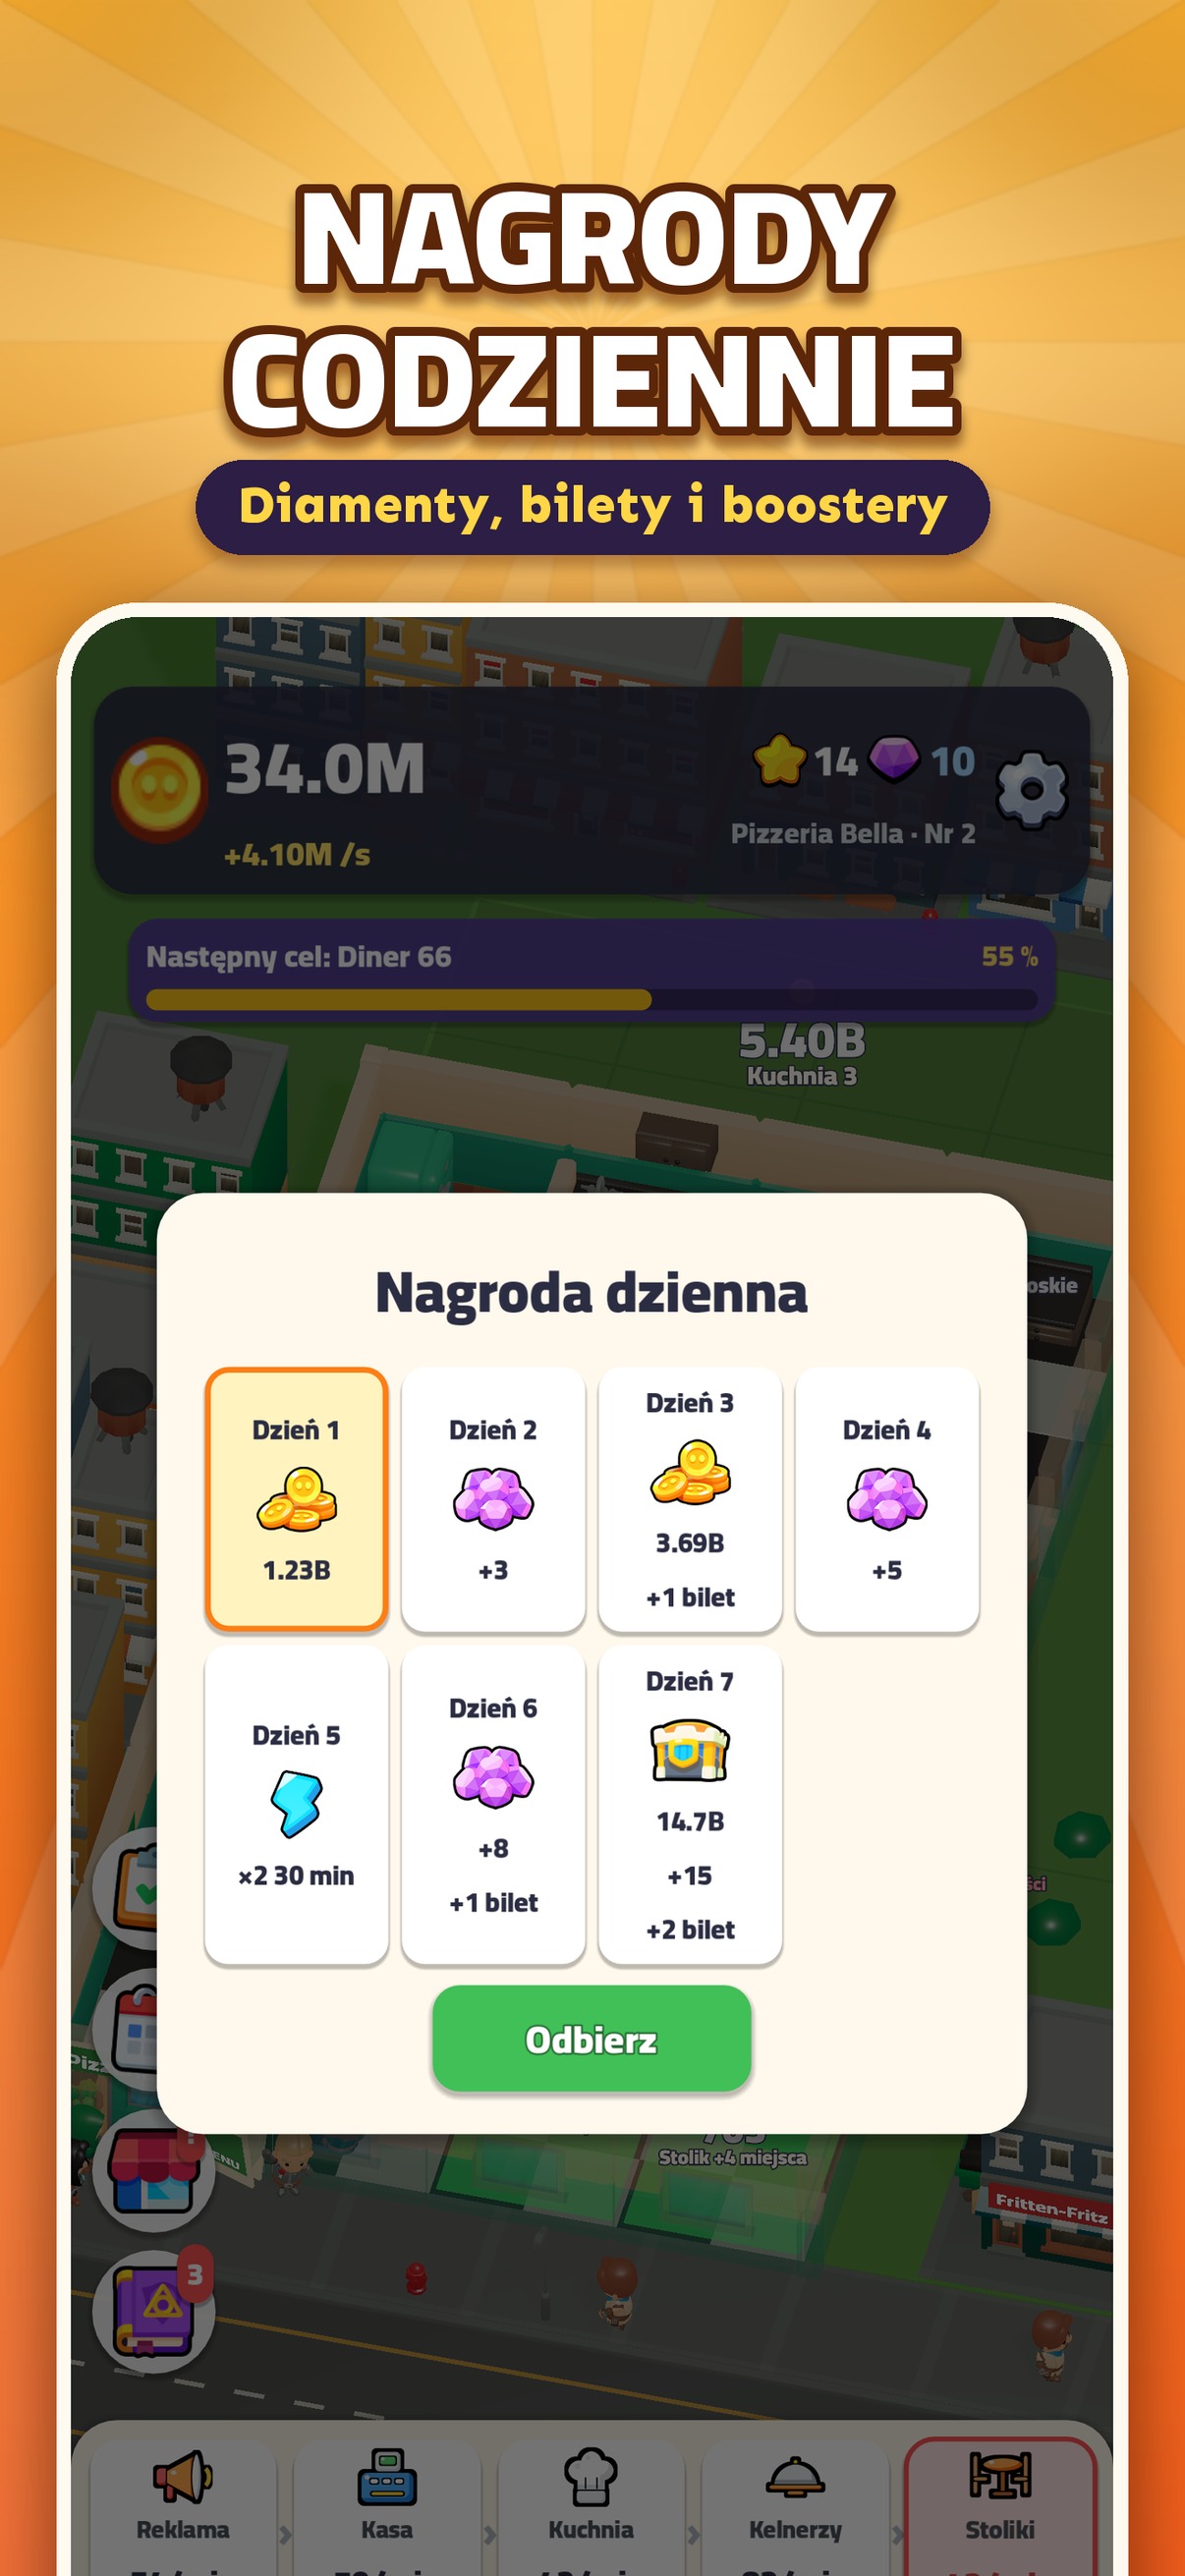 NAGRODY
CODZIENNIE
Diamenty, bilety i boostery
34.0M
14
10
+4.10M /s
Pizzeria Bella · Nr 2
Następny cel: Diner 66
55 %
5.40B
Kuchnia 3
Nagroda dzienna
Dzień 1
1.23B
Dzień 2
+3
Dzień 3
3.69B
+1 bilet
Dzień 4
+5
Dzień 5
×2 30 min
Dzień 6
+8
+1 bilet
Dzień 7
14.7B
+15
+2 bilet
Odbierz
Stolik +4 miejsca
Fritten-Fritz
3
Reklama
Kasa
Kuchnia
Kelnerzy
Stoliki